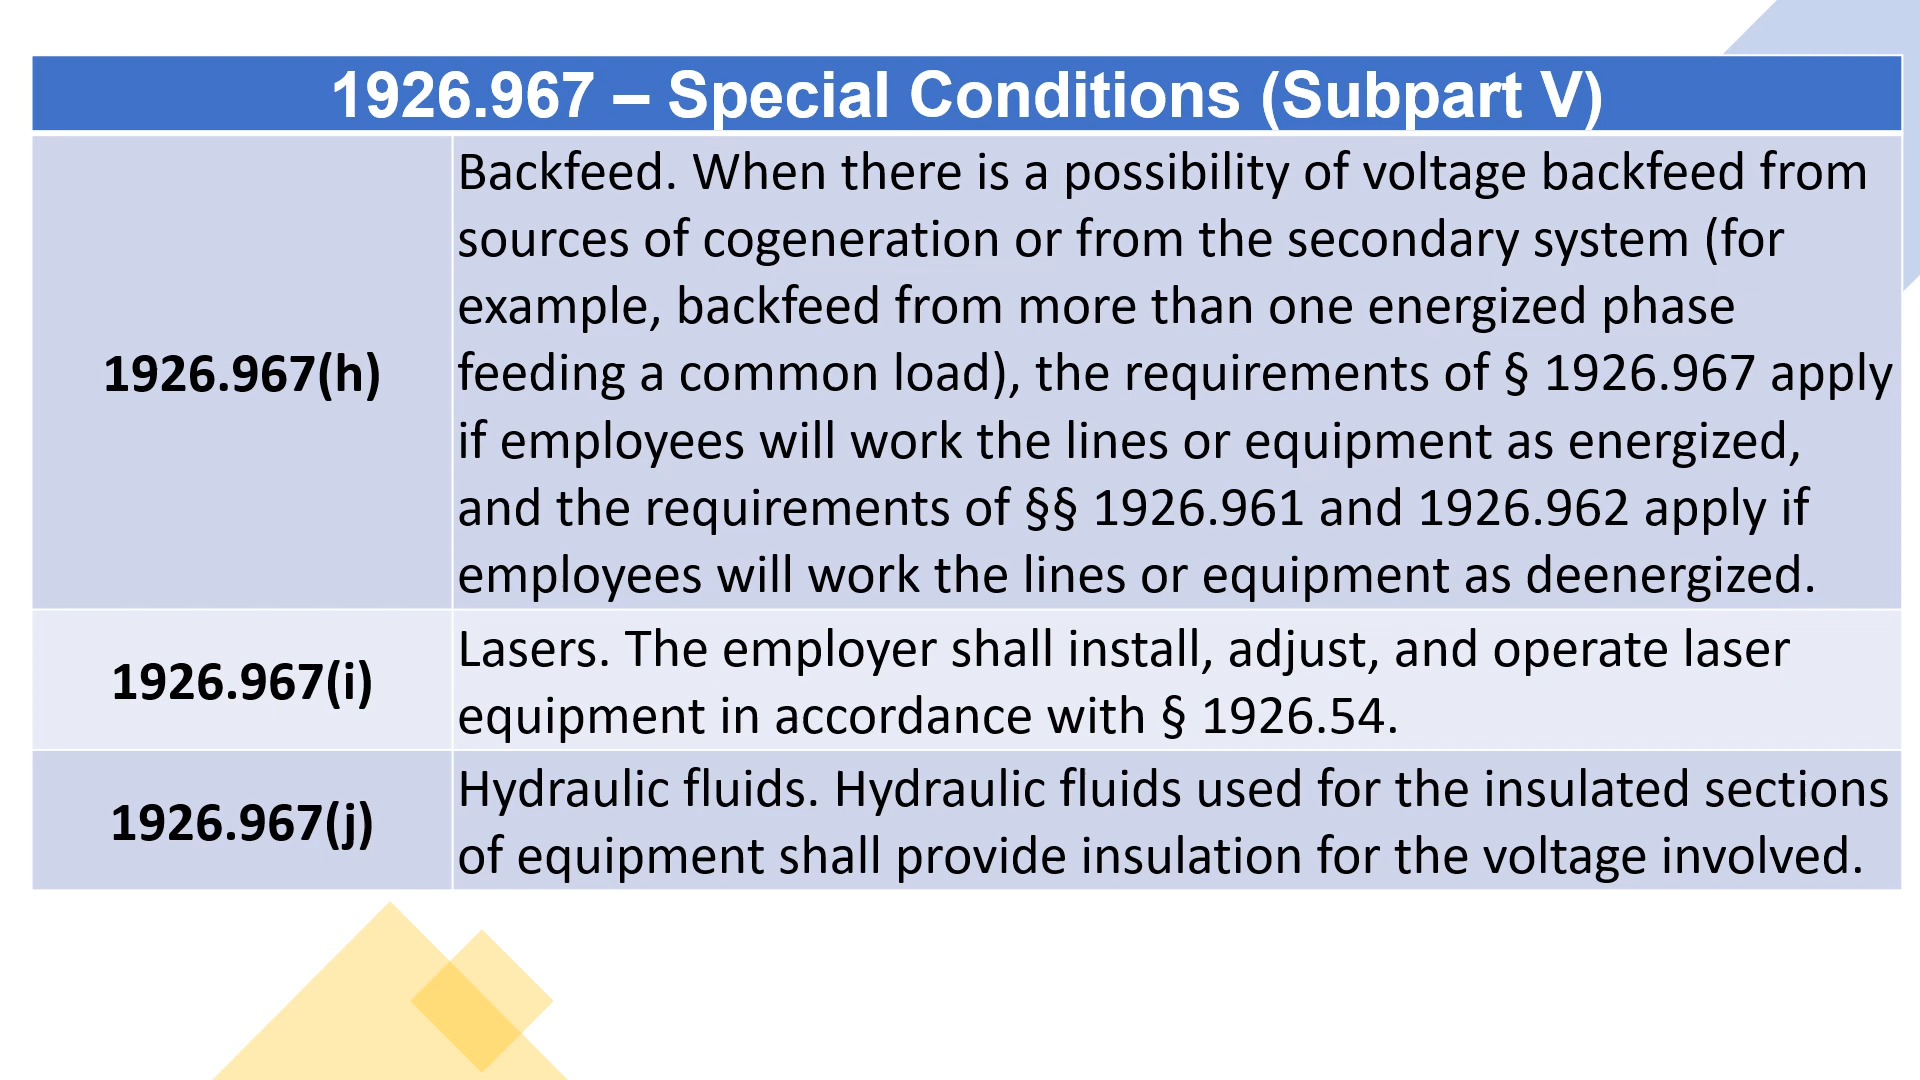 1926.967 – Special Conditions (Subpart V)
1926.967(h)
Backfeed. When there is a possibility of voltage backfeed from
sources of cogeneration or from the secondary system (for
example, backfeed from more than one energized phase
feeding a common load), the requirements of § 1926.967 apply
if employees will work the lines or equipment as energized,
and the requirements of §§ 1926.961 and 1926.962 apply if
employees will work the lines or equipment as deenergized.
1926.967(i)
Lasers. The employer shall install, adjust, and operate laser
equipment in accordance with § 1926.54.
1926.967(j)
Hydraulic fluids. Hydraulic fluids used for the insulated sections
of equipment shall provide insulation for the voltage involved.